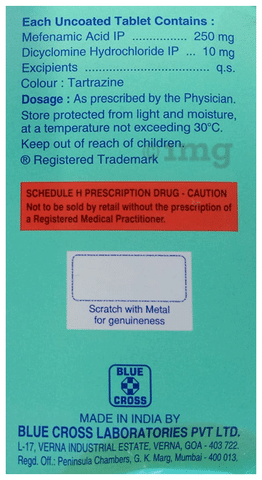 Each Uncoated Tablet Contains :
Mefenamic Acid IP ................ 250 mg
Dicyclomine Hydrochloride IP ... 10 mg
Excipients ................................ q.s.
Colour : Tartrazine
Dosage : As prescribed by the Physician.
Store protected from light and moisture,
at a temperature not exceeding 30°C.
Keep out of reach of children.
® Registered Trademark
1mg
SCHEDULE H PRESCRIPTION DRUG - CAUTION
Not to be sold by retail without the prescription of
a Registered Medical Practitioner.
Scratch with Metal
for genuineness
BLUE
CROSS
MADE IN INDIA BY
BLUE CROSS LABORATORIES PVT LTD.
L-17, VERNA INDUSTRIAL ESTATE, VERNA, GOA - 403 722.
Regd. Off.: Peninsula Chambers, G. K. Marg, Mumbai - 400 013.